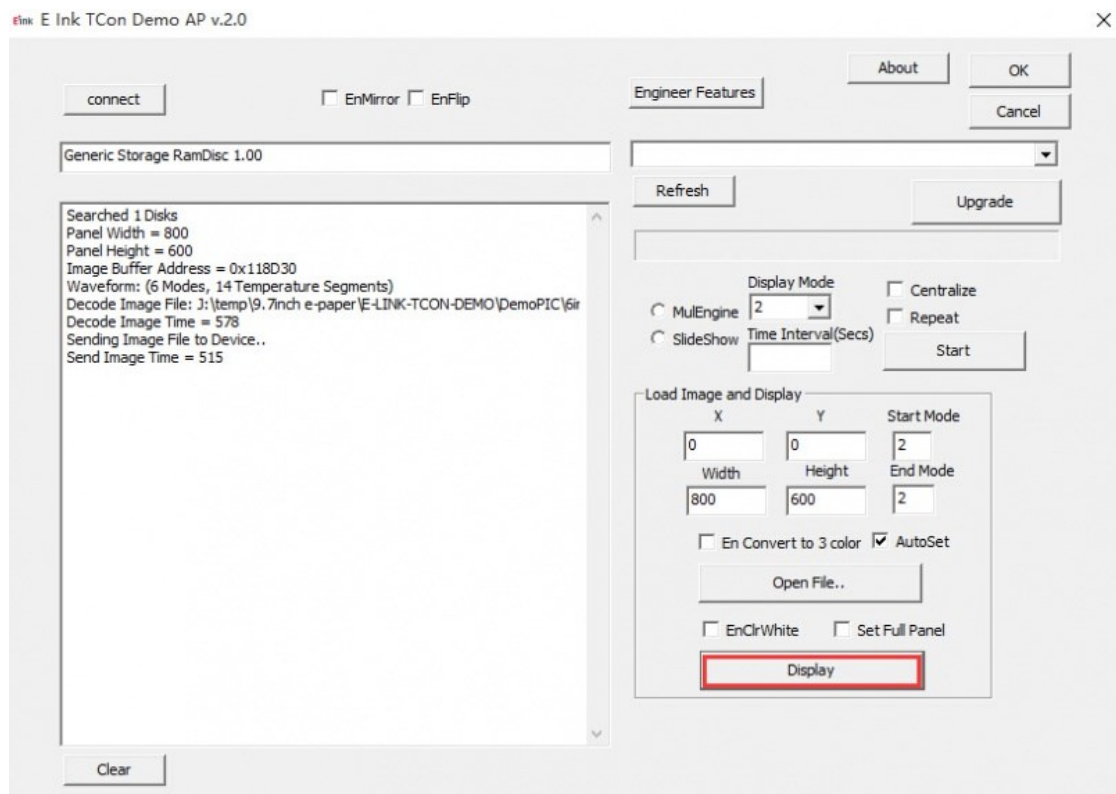 E Ink E Ink TCon Demo AP v.2.0
connect
EnMirror
EnFlip
Engineer Features
About
OK
Cancel
Generic Storage RamDisc 1.00
Refresh
Upgrade
Searched 1 Disks
Panel Width = 800
Panel Height = 600
Image Buffer Address = 0x118D30
Waveform: (6 Modes, 14 Temperature Segments)
Decode Image File: J:\temp\9.7inch e-paper\E-LINK-TCON-DEMO\DemoPIC\6in
Decode Image Time = 578
Sending Image File to Device..
Send Image Time = 515
Display Mode
MulEngine
2
Centralize
Repeat
SlideShow
Time Interval(Secs)
Start
Load Image and Display
X
Y
Start Mode
0
0
2
Width
Height
End Mode
800
600
2
En Convert to 3 color
AutoSet
Open File..
EnClrWhite
Set Full Panel
Display
Clear